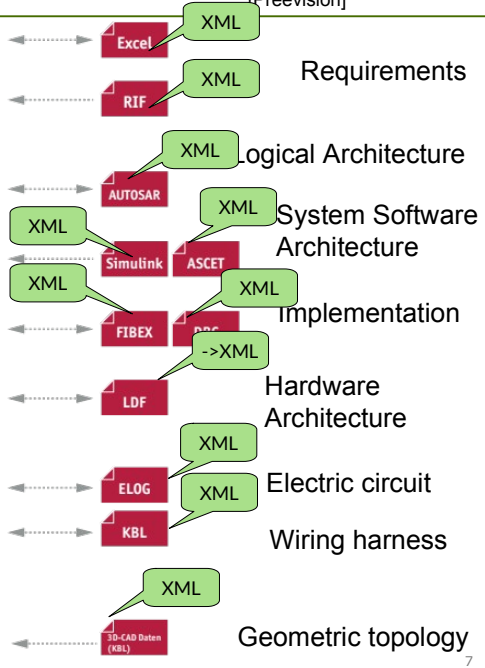 [Preevision]
XML
Excel
Requirements
XML
RIF
XML
Logical Architecture
AUTOSAR
XML
System Software
Architecture
XML
Simulink
ASCET
XML
XML
Implementation
FIBEX
DBC
->XML
LDF
Hardware
Architecture
XML
ELOG
Electric circuit
XML
KBL
Wiring harness
XML
3D-CAD Daten
(KBL)
Geometric topology
7